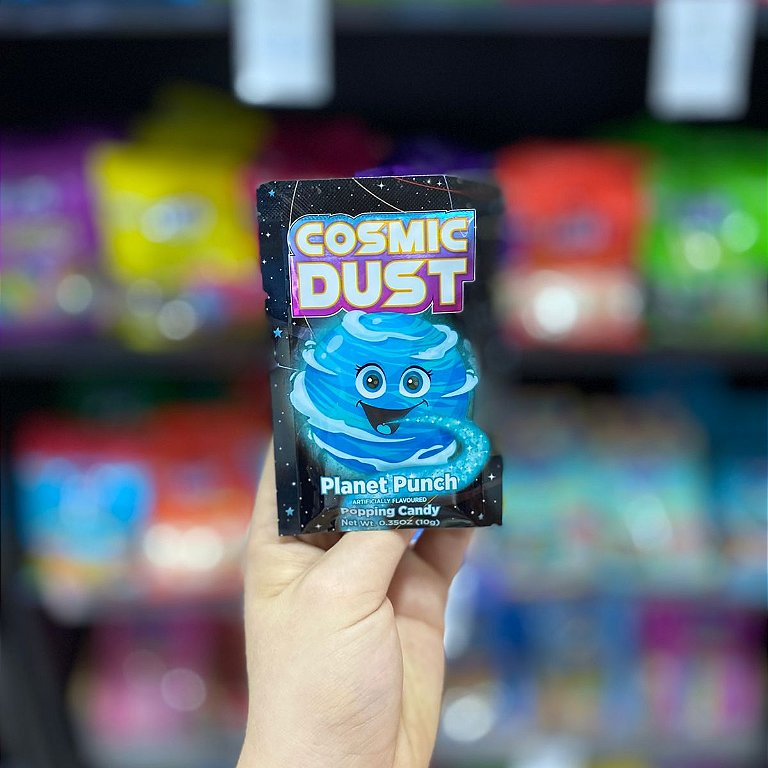 COSMIC
DUST
Planet Punch
ARTIFICIALLY FLAVOURED
Popping Candy
Net Wt. 0.35OZ (10g)